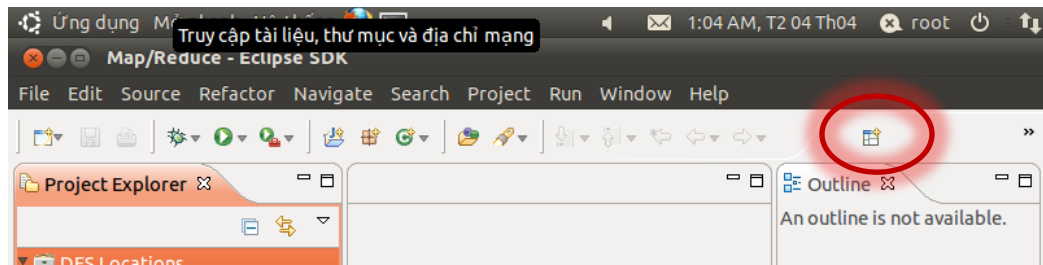 Ứng dụng
Truy cập tài liệu, thư mục và địa chỉ mạng
1:04 AM, T2 04 Th04 root
Map/Reduce - Eclipse SDK
File Edit Source Refactor Navigate Search Project Run Window Help
Project Explorer
Outline
An outline is not available.
DFS Locations